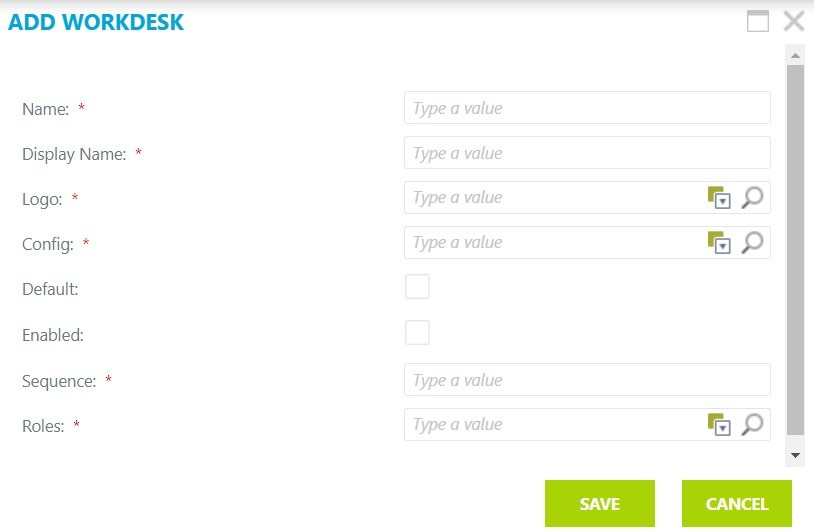 ADD WORKDESK
Name: * Type a value
Display Name: * Type a value
Logo: * Type a value
Config: * Type a value
Default:
Enabled:
Sequence: * Type a value
Roles: * Type a value
SAVE CANCEL